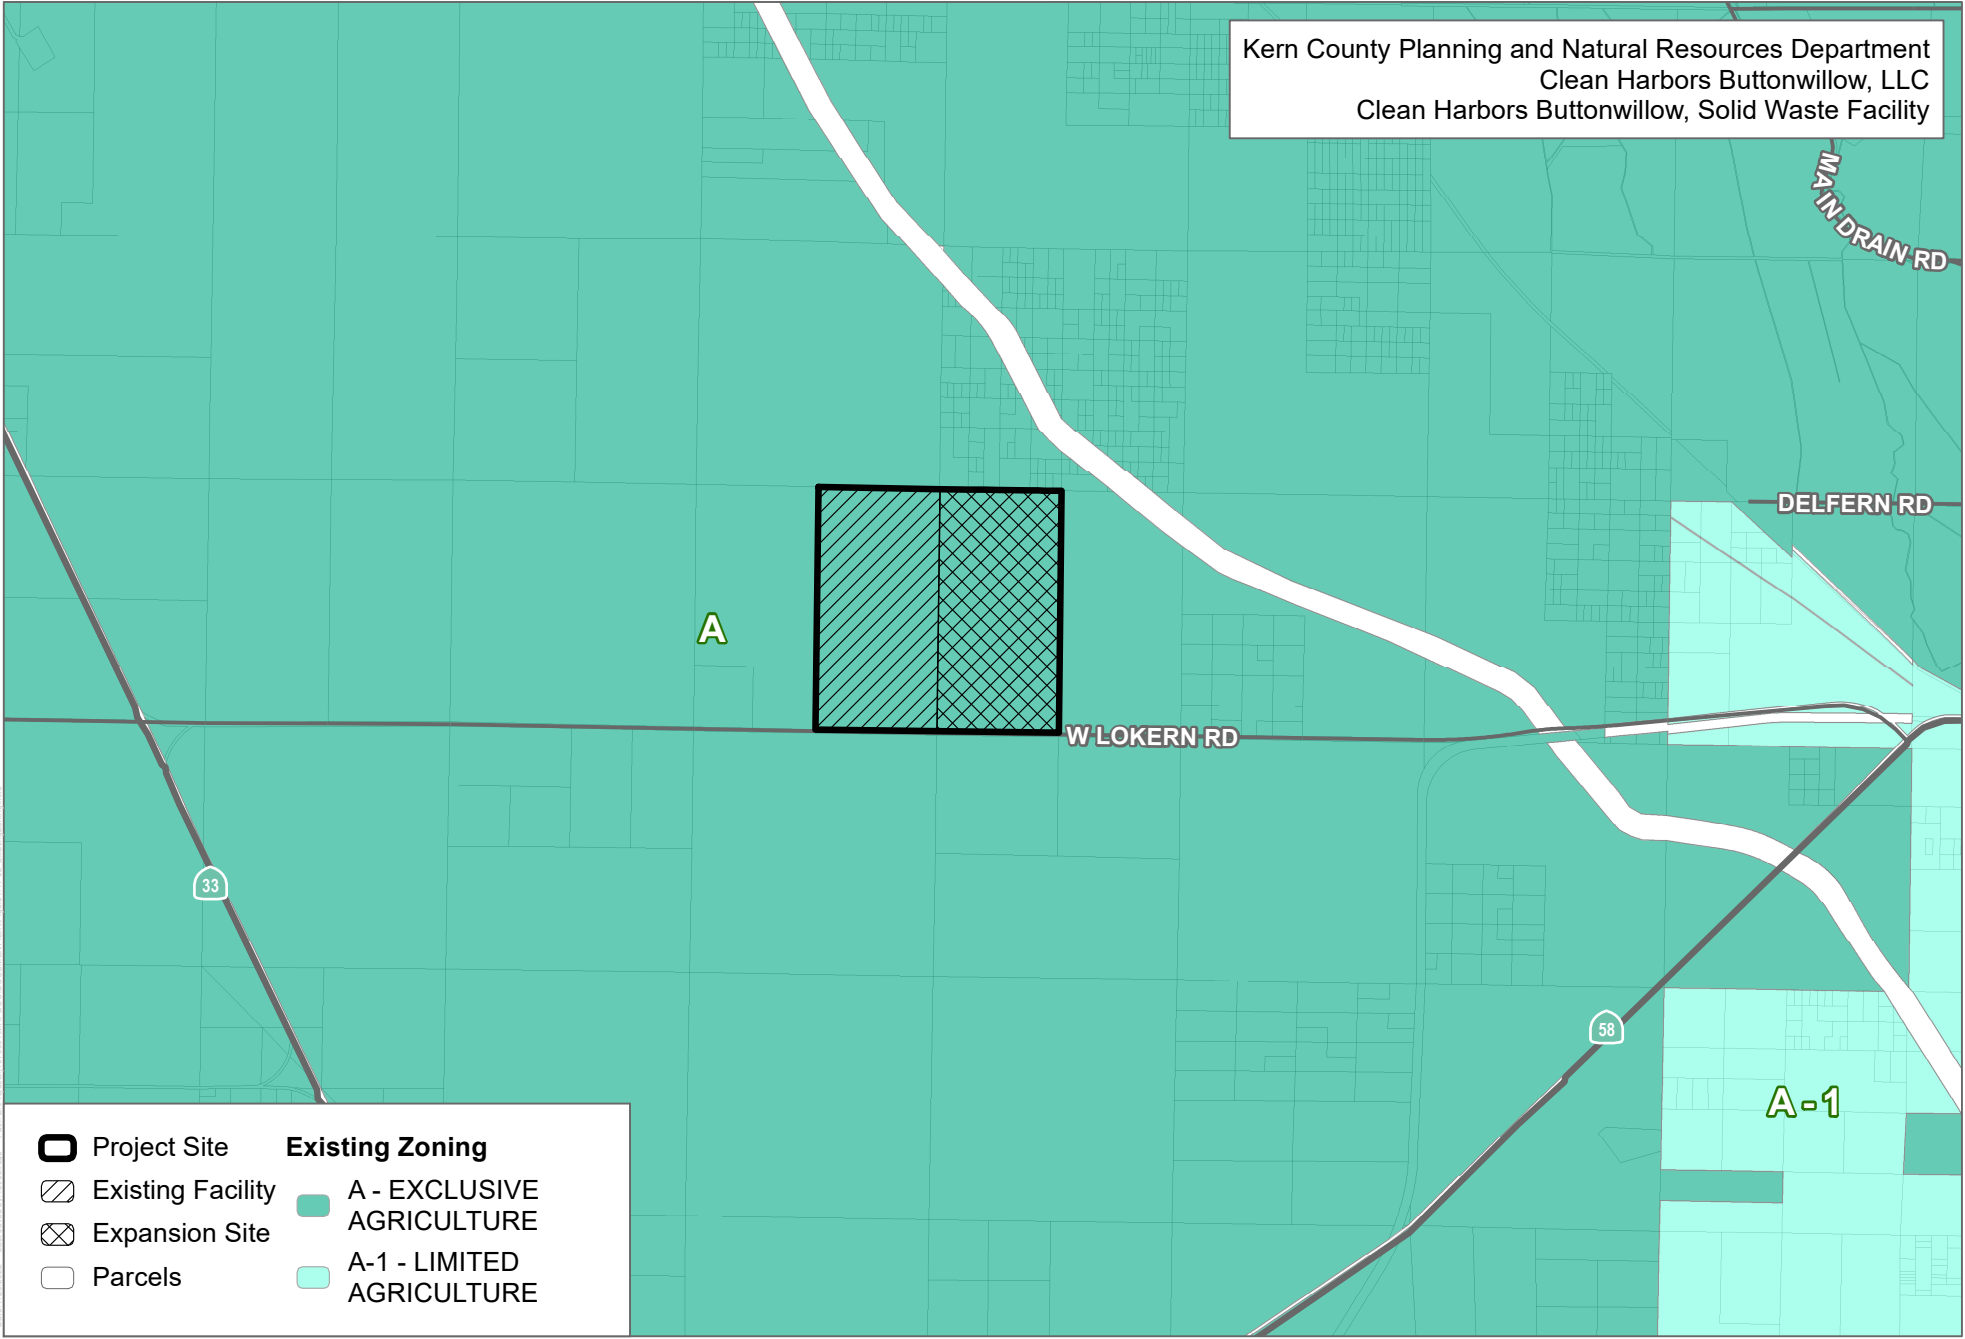 Kern County Planning and Natural Resources Department
Clean Harbors Buttonwillow, LLC
Clean Harbors Buttonwillow, Solid Waste Facility
MAIN DRAIN RD
DELFERN RD
A
W LOKERN RD
33
58
A-1
Project Site
Existing Facility
Expansion Site
Parcels
Existing Zoning
A - EXCLUSIVE
AGRICULTURE
A-1 - LIMITED
AGRICULTURE